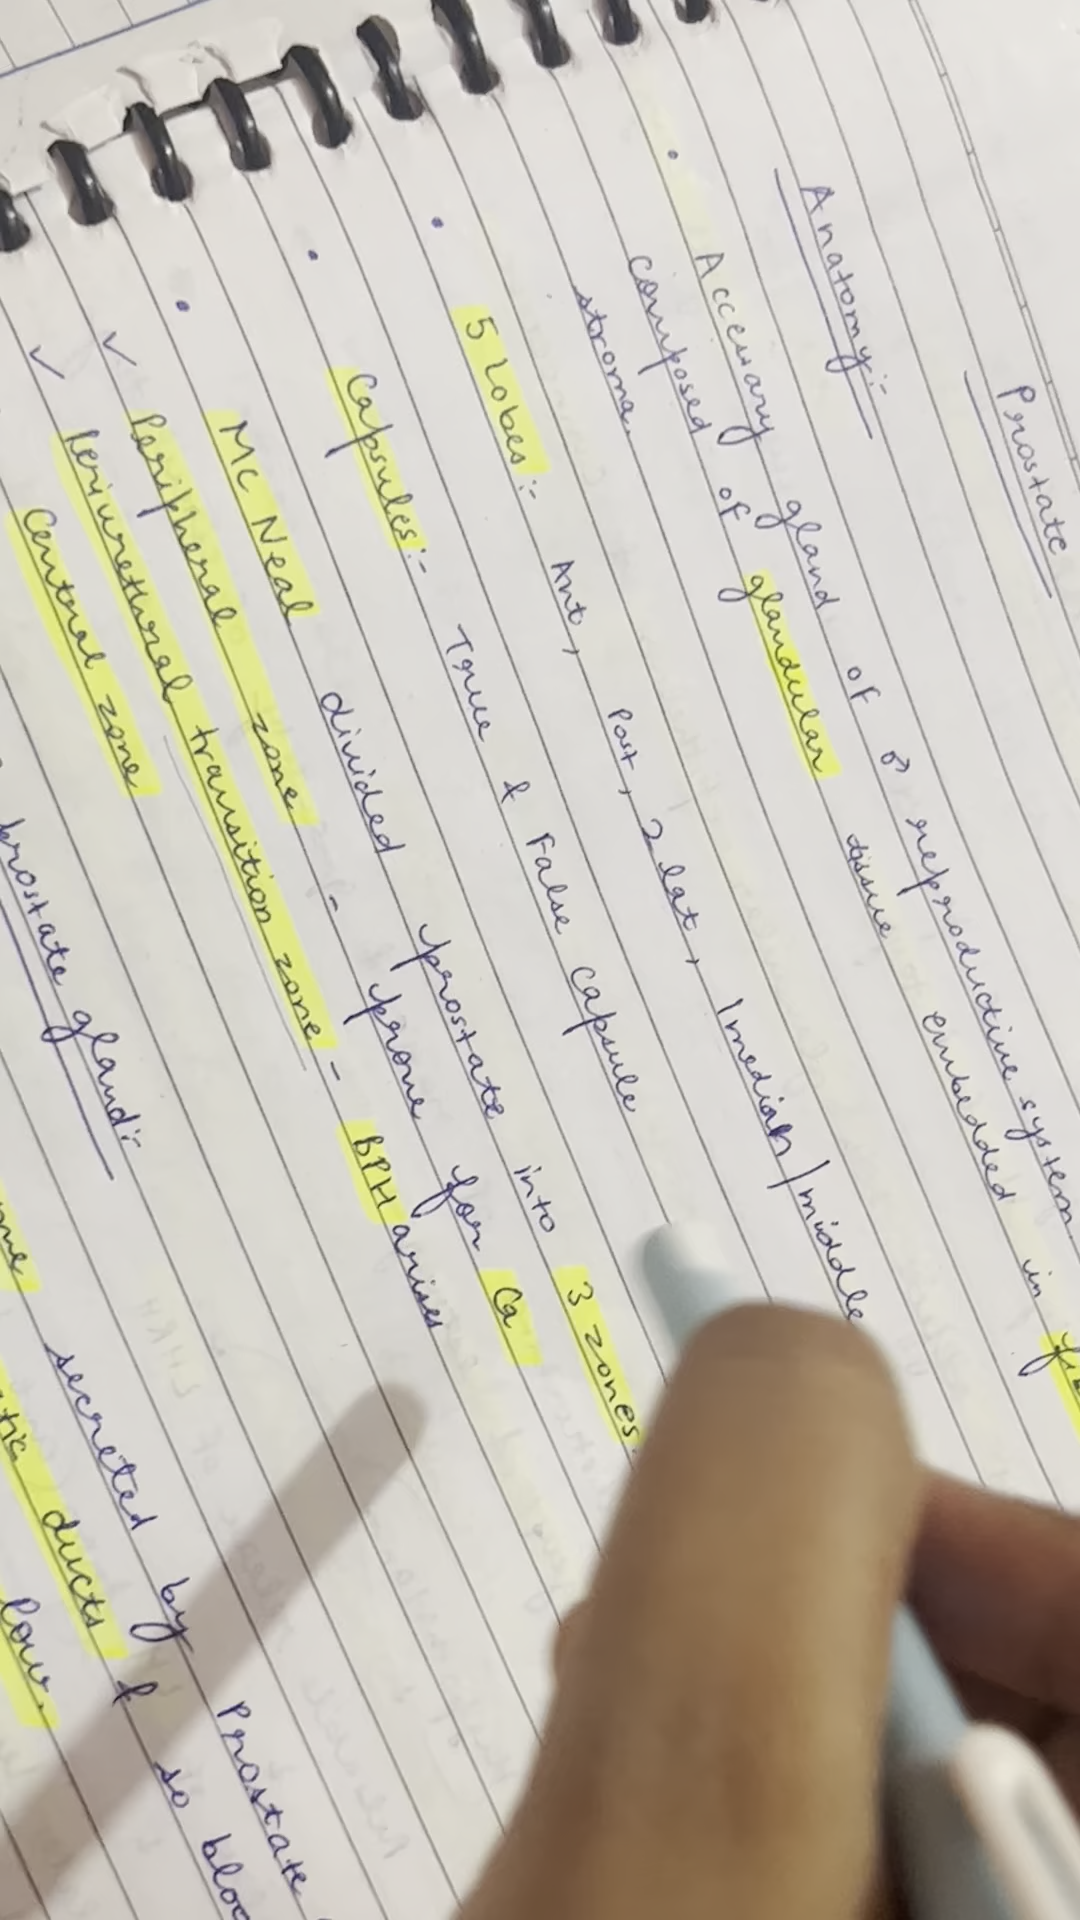 Prostate
Anatomy:-
• Accessary gland of ♂ reproductive system.
composed of glandular tissue embedded in
stroma.
• 5 Lobes:- Ant, Post, 2 lat, 1 median/middle
• Capsules:- True & False capsule
• Mc Neal divided prostate into 3 zones.
✓ Peripheral zone - prone for Ca
✓ Periurethral transition zone - BPH arises
Central zone
prostate gland:-
secreted by Prostate
ducts & so
low.